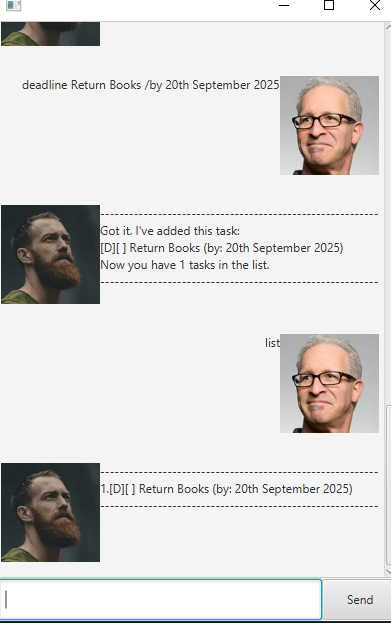 deadline Return Books /by 20th September 2025
------------------------------------------------------------
Got it. I've added this task:
[D][ ] Return Books (by: 20th September 2025)
Now you have 1 tasks in the list.
------------------------------------------------------------
list
------------------------------------------------------------
1.[D][ ] Return Books (by: 20th September 2025)
------------------------------------------------------------
Send